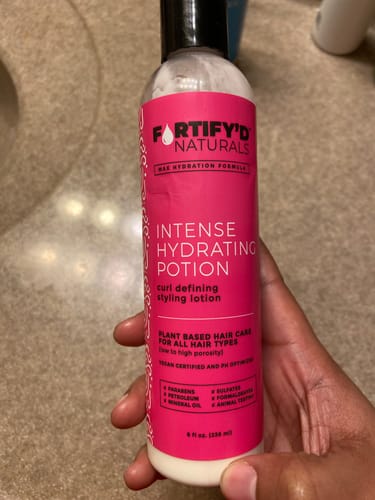 FORTIFY'D
NATURALS
MAX HYDRATION FORMULA
INTENSE
HYDRATING
POTION
curl defining
styling lotion
PLANT BASED HAIR CARE
FOR ALL HAIR TYPES
(low to high porosity)
VEGAN CERTIFIED AND PH OPTIMIZED
PARABENS
PETROLEUM
MINERAL OIL
SULFATES
FORMALDEHYDE
ANIMAL TESTING
8 fl oz. (236 ml)